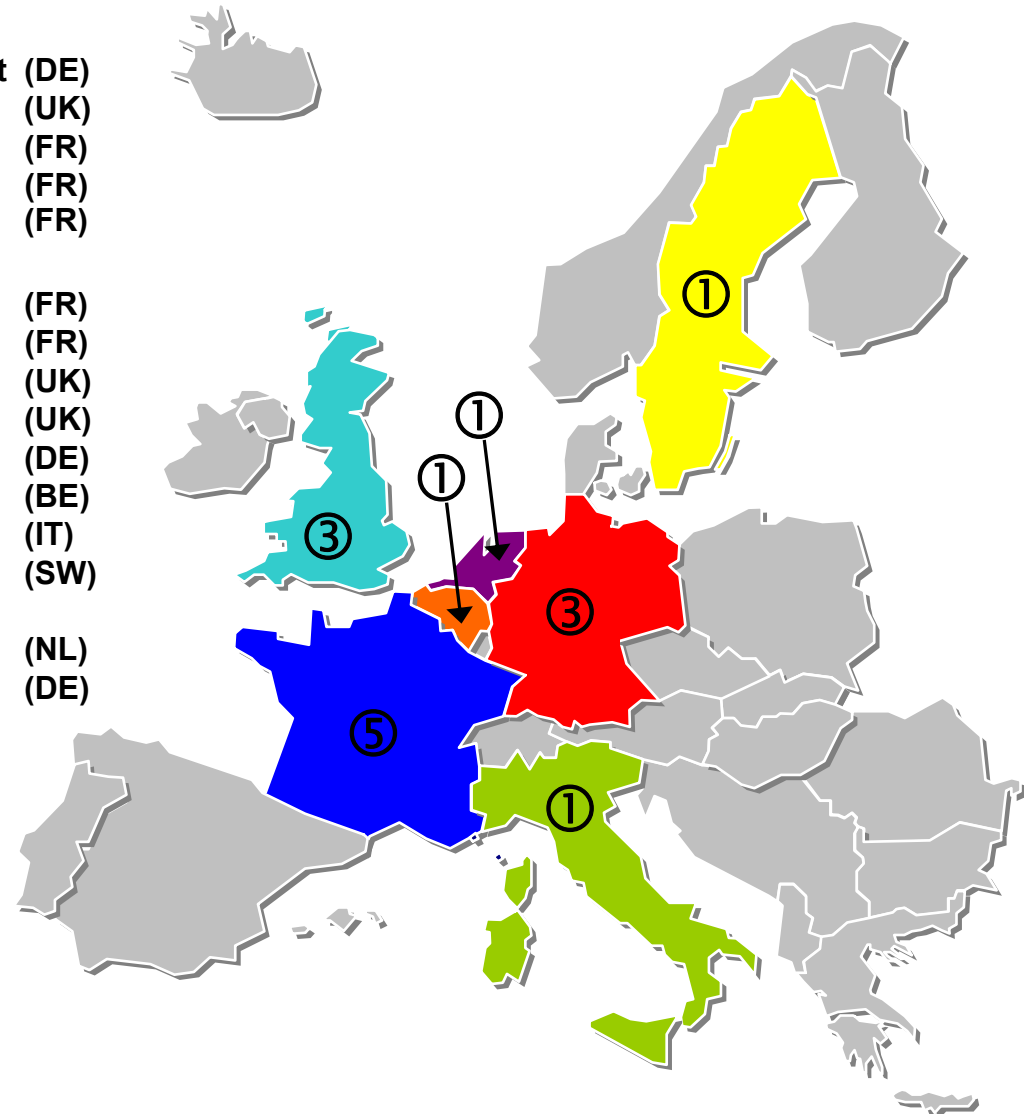 t (DE)
(UK)
(FR)
(FR)
(FR)
(FR)
(FR)
(UK)
(UK)
(DE)
(BE)
(IT)
(SW)
(NL)
(DE)
①
①
①
③
③
⑤
①